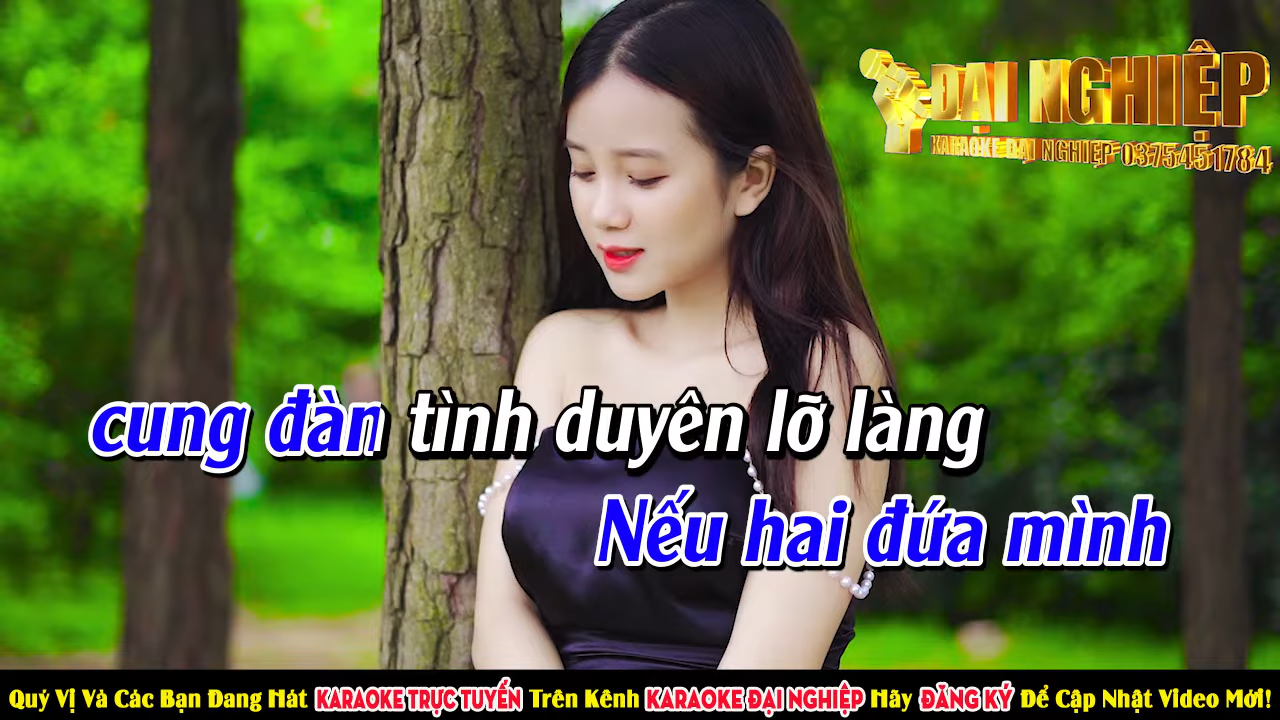 ĐẠI NGHIỆP
KARAOKE ĐẠI NGHIỆP 0375451784
cung đàn tình duyên lỡ làng
Nếu hai đứa mình
Quý Vị Và Các Bạn Đang Hát KARAOKE TRỰC TUYẾN Trên Kênh KARAOKE ĐẠI NGHIỆP Hãy ĐĂNG KÝ Để Cập Nhật Video Mới!